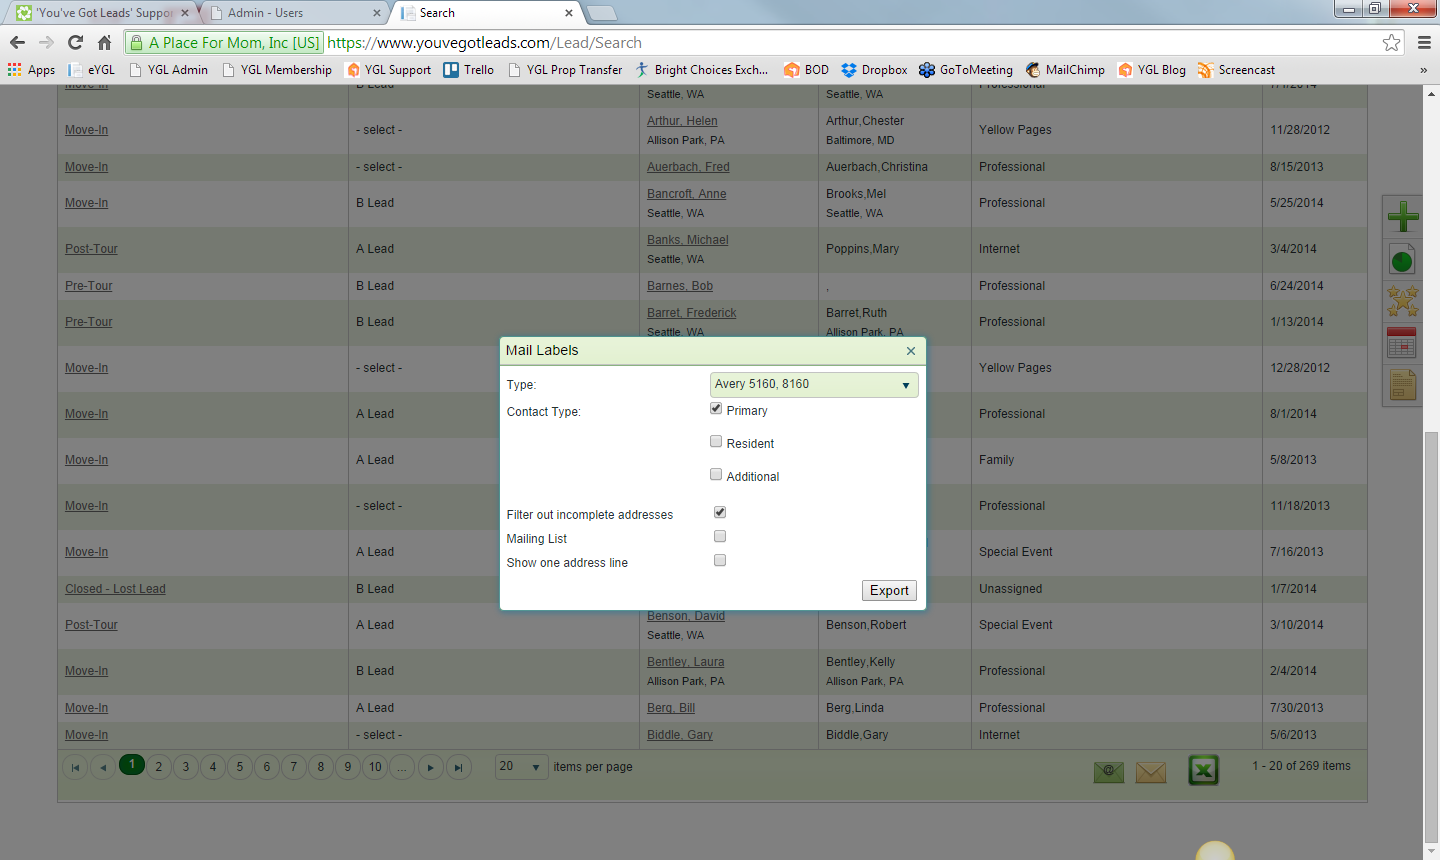 'You've Got Leads' Suppo
Admin - Users
Search
A Place For Mom, Inc [US]
https://www.youvegotleads.com/Lead/Search
Apps
eYGL
YGL Admin
YGL Membership
YGL Support
Trello
YGL Prop Transfer
Bright Choices Exch...
BOD
Dropbox
GoToMeeting
MailChimp
YGL Blog
Screencast
»
Move-In B Lead Seattle, WA Seattle, WA Professional 7/1/2014
Move-In - select - Arthur, Helen Arthur,Chester Yellow Pages 11/28/2012
Allison Park, PA Baltimore, MD
Move-In - select - Auerbach, Fred Auerbach,Christina Professional 8/15/2013
Move-In B Lead Bancroft, Anne Brooks,Mel Professional 5/25/2014
Seattle, WA Seattle, WA
Post-Tour A Lead Banks, Michael Poppins,Mary Internet 3/4/2014
Seattle, WA
Pre-Tour B Lead Barnes, Bob , Professional 6/24/2014
Pre-Tour B Lead Barret, Frederick Barret,Ruth Professional 1/13/2014
Seattle, WA Allison Park, PA
Move-In - select - Yellow Pages 12/28/2012
Move-In A Lead Professional 8/1/2014
Move-In A Lead Family 5/8/2013
Move-In - select - Professional 11/18/2013
Move-In A Lead Special Event 7/16/2013
Closed - Lost Lead B Lead Unassigned 1/7/2014
Post-Tour A Lead Benson, David Benson,Robert Special Event 3/10/2014
Seattle, WA
Move-In B Lead Bentley, Laura Bentley,Kelly Professional 2/4/2014
Allison Park, PA Allison Park, PA
Move-In A Lead Berg, Bill Berg,Linda Professional 7/30/2013
Move-In - select - Biddle, Gary Biddle,Gary Internet 5/6/2013
1 2 3 4 5 6 7 8 9 10 ... 20 items per page 1 - 20 of 269 items
Mail Labels
Type: Avery 5160, 8160
Contact Type: Primary
Resident
Additional
Filter out incomplete addresses
Mailing List
Show one address line
Export